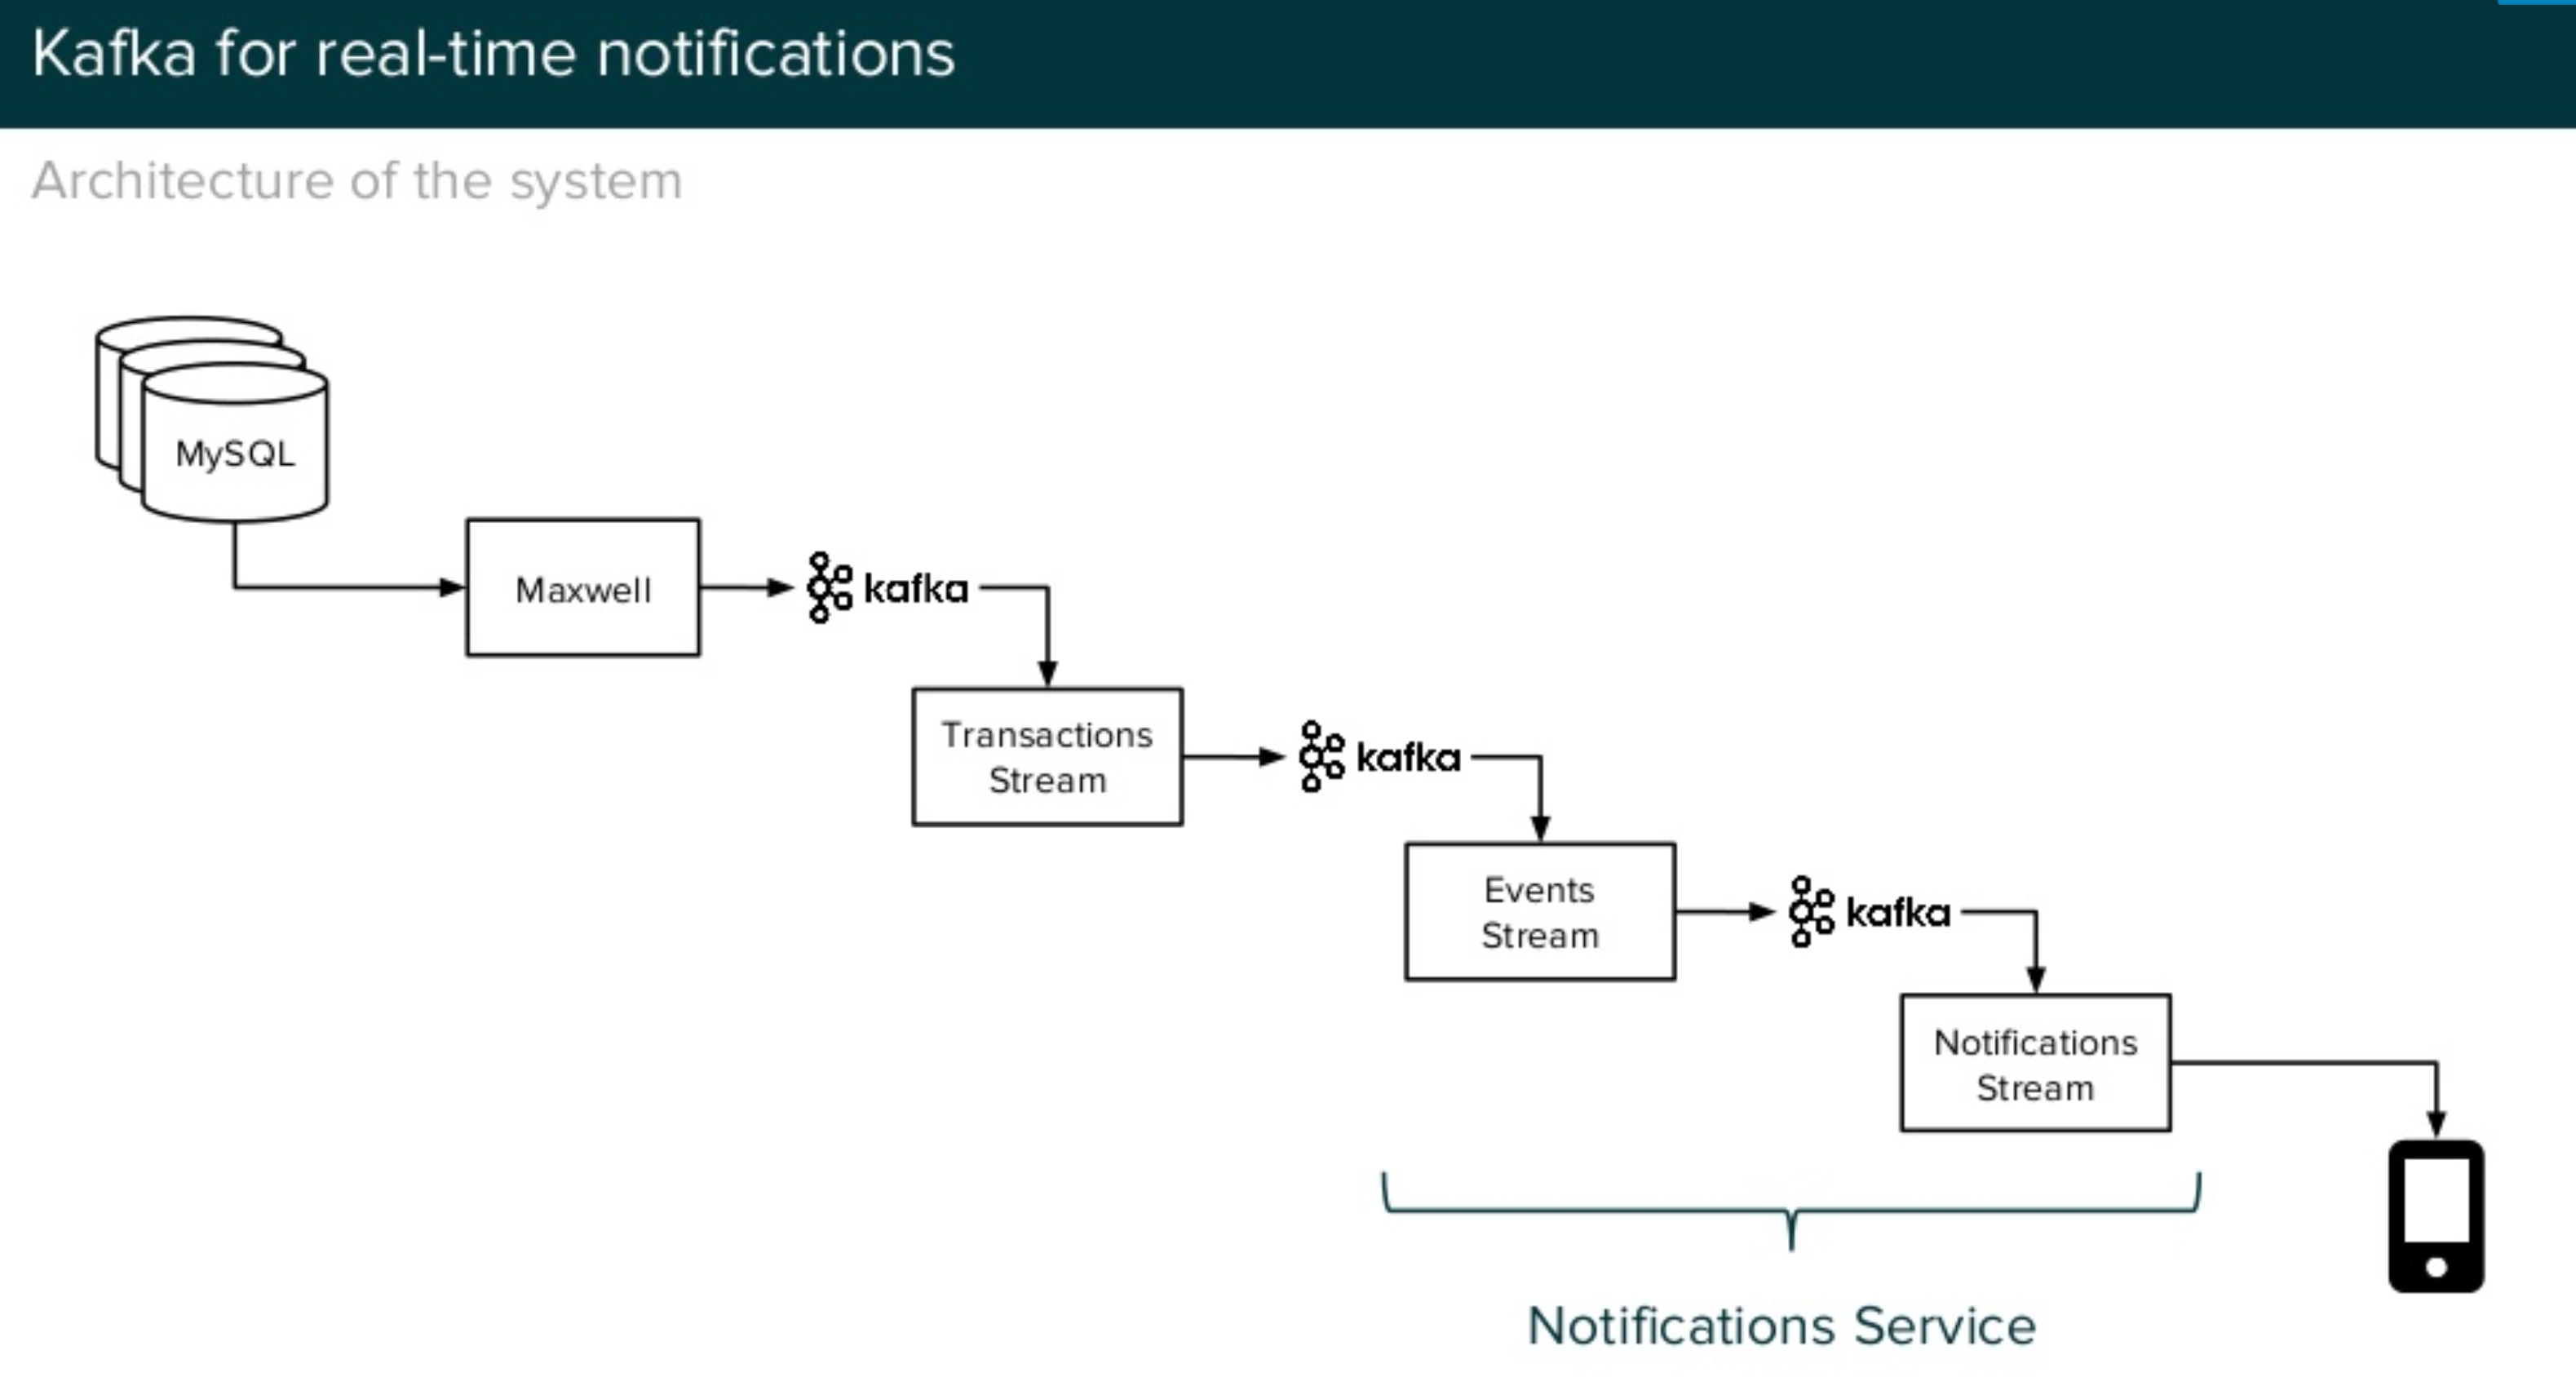 Kafka for real-time notifications
Architecture of the system
MySQL
Maxwell
kafka
Transactions
Stream
kafka
Events
Stream
kafka
Notifications
Stream
Notifications Service